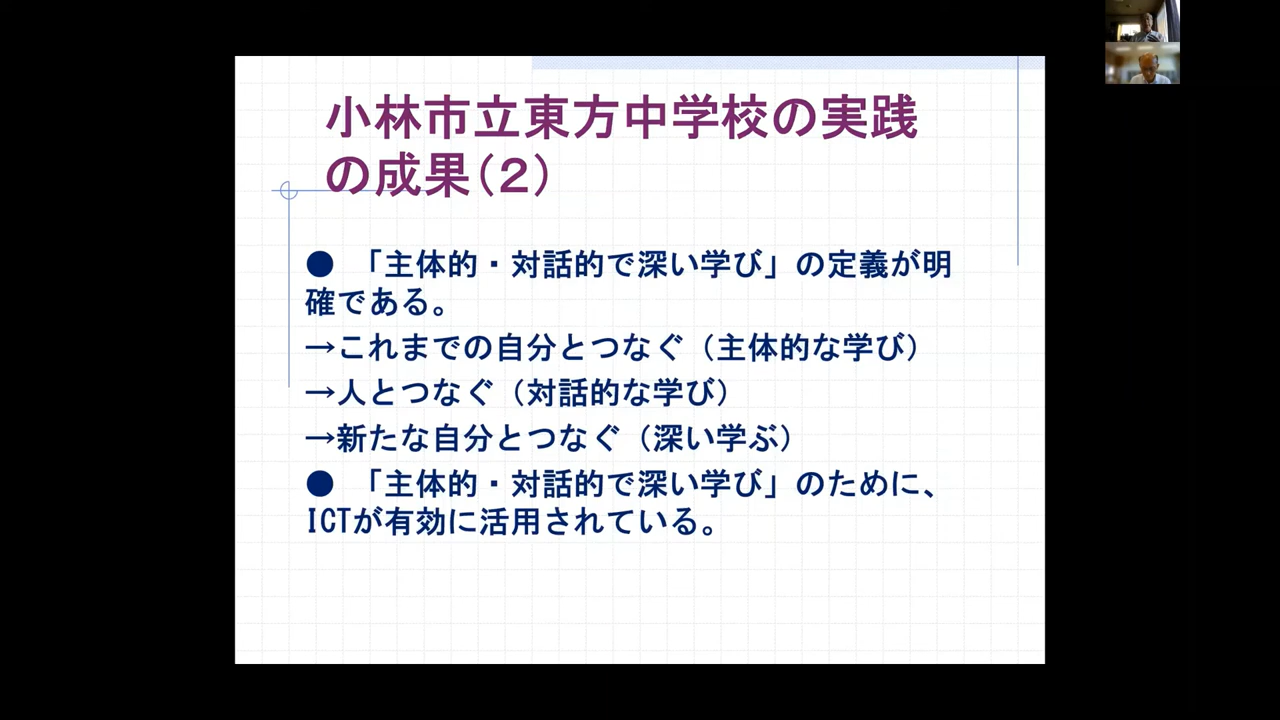 小林市立東方中学校の実践
の成果(２)
● 「主体的・対話的で深い学び」の定義が明
確である。
→これまでの自分とつなぐ（主体的な学び）
→人とつなぐ（対話的な学び）
→新たな自分とつなぐ（深い学ぶ）
● 「主体的・対話的で深い学び」のために、
ICTが有効に活用されている。